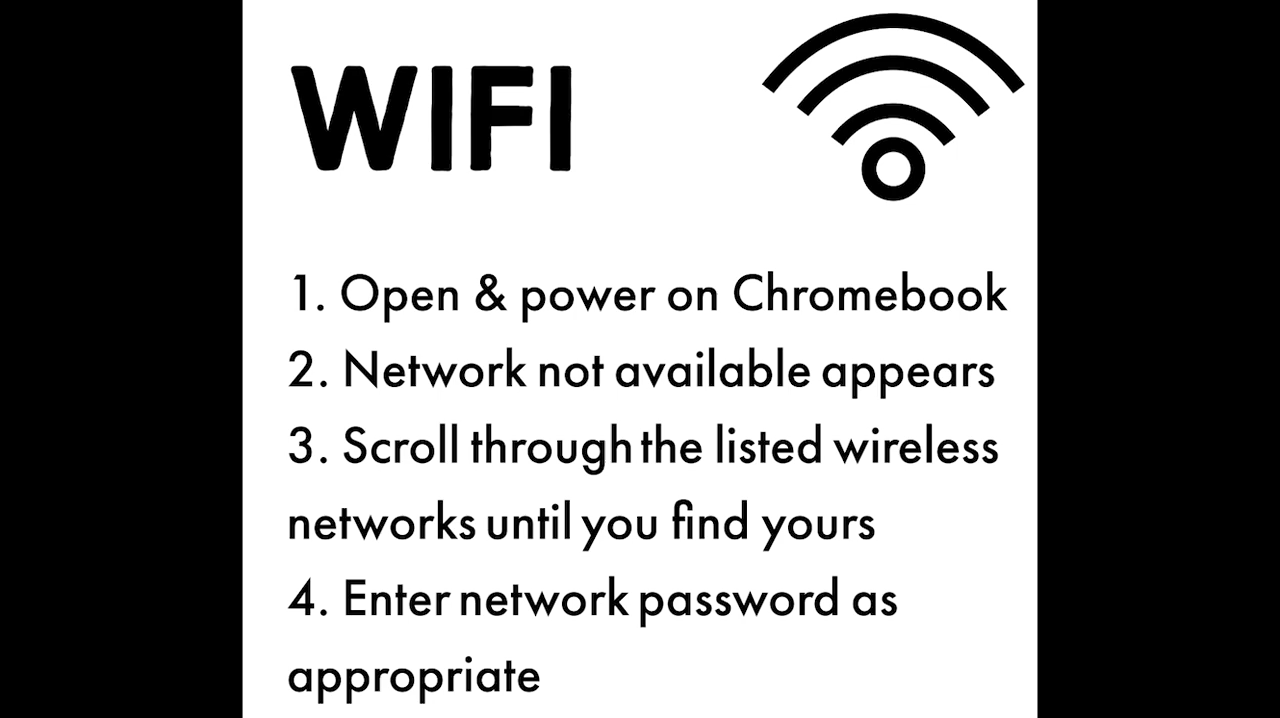 WIFI
1. Open & power on Chromebook
2. Network not available appears
3. Scroll through the listed wireless
networks until you find yours
4. Enter network password as
appropriate